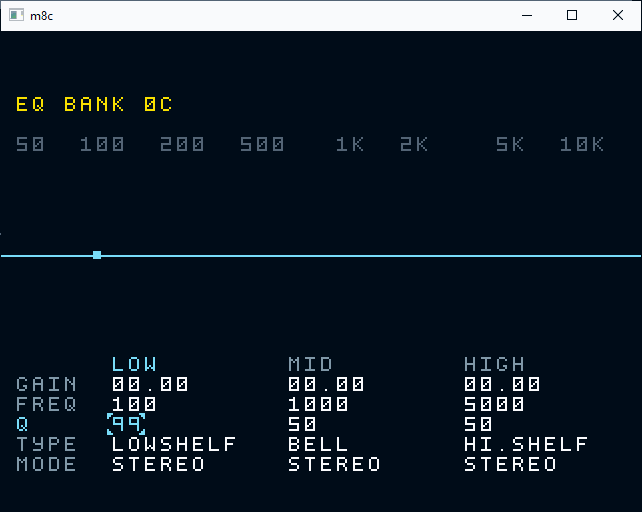 m8c
EQ BANK 0C
50 100 200 500 1K 2K 5K 10K
LOW MID HIGH
GAIN 00.00 00.00 00.00
FREQ 100 1000 5000
Q 99 50 50
TYPE LOWSHELF BELL HI.SHELF
MODE STEREO STEREO STEREO